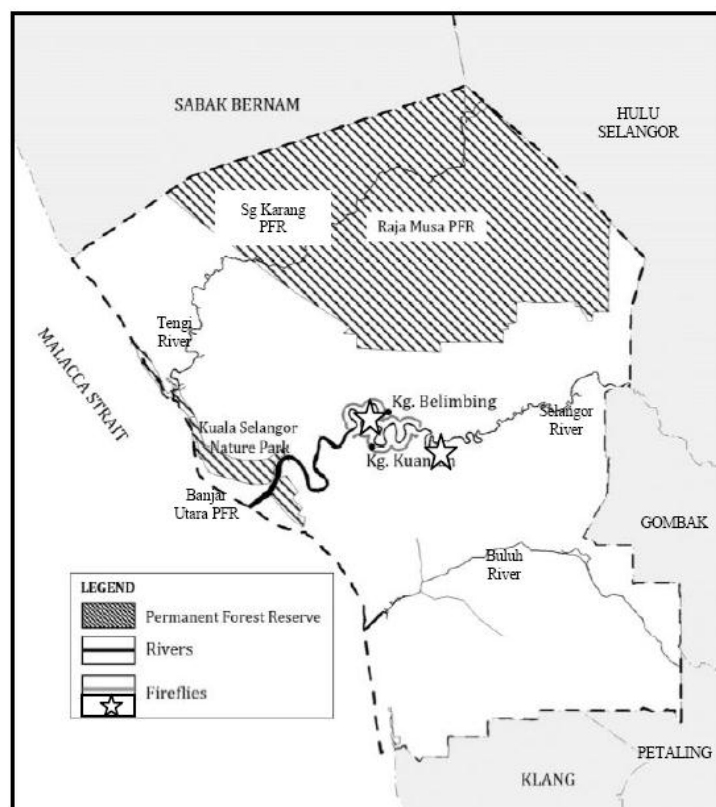 SABAK BERNAM
HULU
SELANGOR
Sg Karang
PFR
Raja Musa PFR
Tengi
River
MALACCA STRAIT
Kg. Belimbing
Selangor
River
Kuala Selangor
Nature Park
Kg.
Banjar
Utara PFR
GOMBAK
Buluh
River
LEGEND
Permanent Forest Reserve
Rivers
Fireflies
PETALING
KLANG